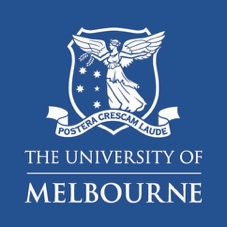 POSTERA CRESCAM LAUDE
THE UNIVERSITY OF
MELBOURNE